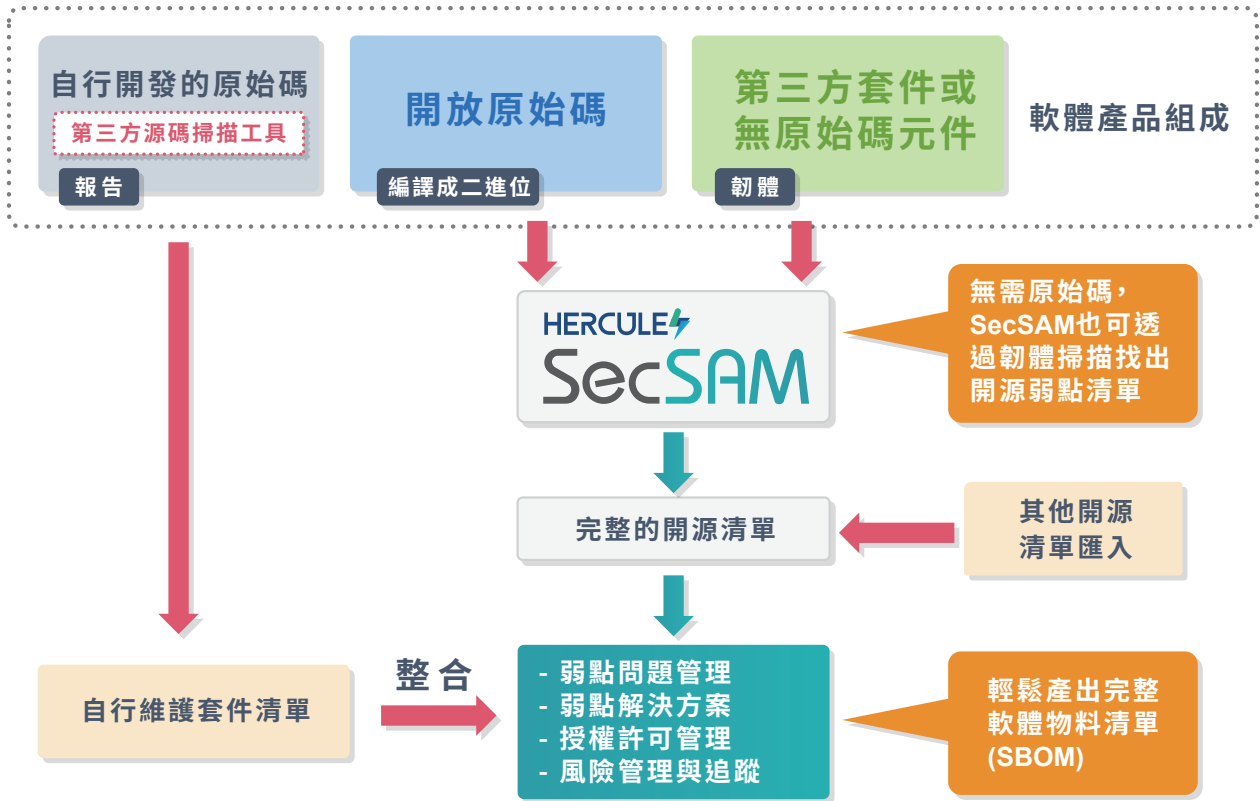 自行開發的原始碼
第三方源碼掃描工具
報告
開放原始碼
編譯成二進位
第三方套件或
無原始碼元件
韌體
軟體產品組成
HERCULES
SecSAM
無需原始碼，
SecSAM也可透
過韌體掃描找出
開源弱點清單
完整的開源清單
其他開源
清單匯入
自行維護套件清單
整合
- 弱點問題管理
- 弱點解決方案
- 授權許可管理
- 風險管理與追蹤
輕鬆產出完整
軟體物料清單
(SBOM)